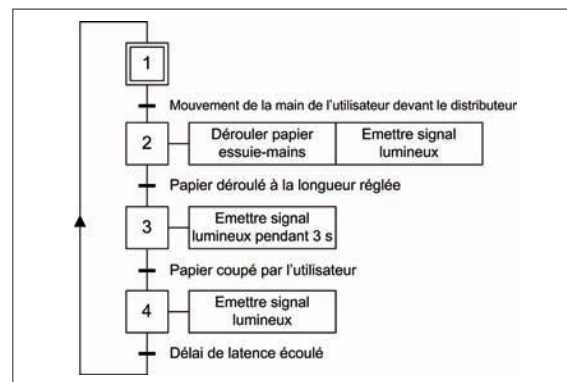 1
Mouvement de la main de l'utilisateur devant le distributeur
2
Dérouler papier
essuie-mains
Emettre signal
lumineux
Papier déroulé à la longueur réglée
3
Emettre signal
lumineux pendant 3 s
Papier coupé par l'utilisateur
4
Emettre signal
lumineux
Délai de latence écoulé